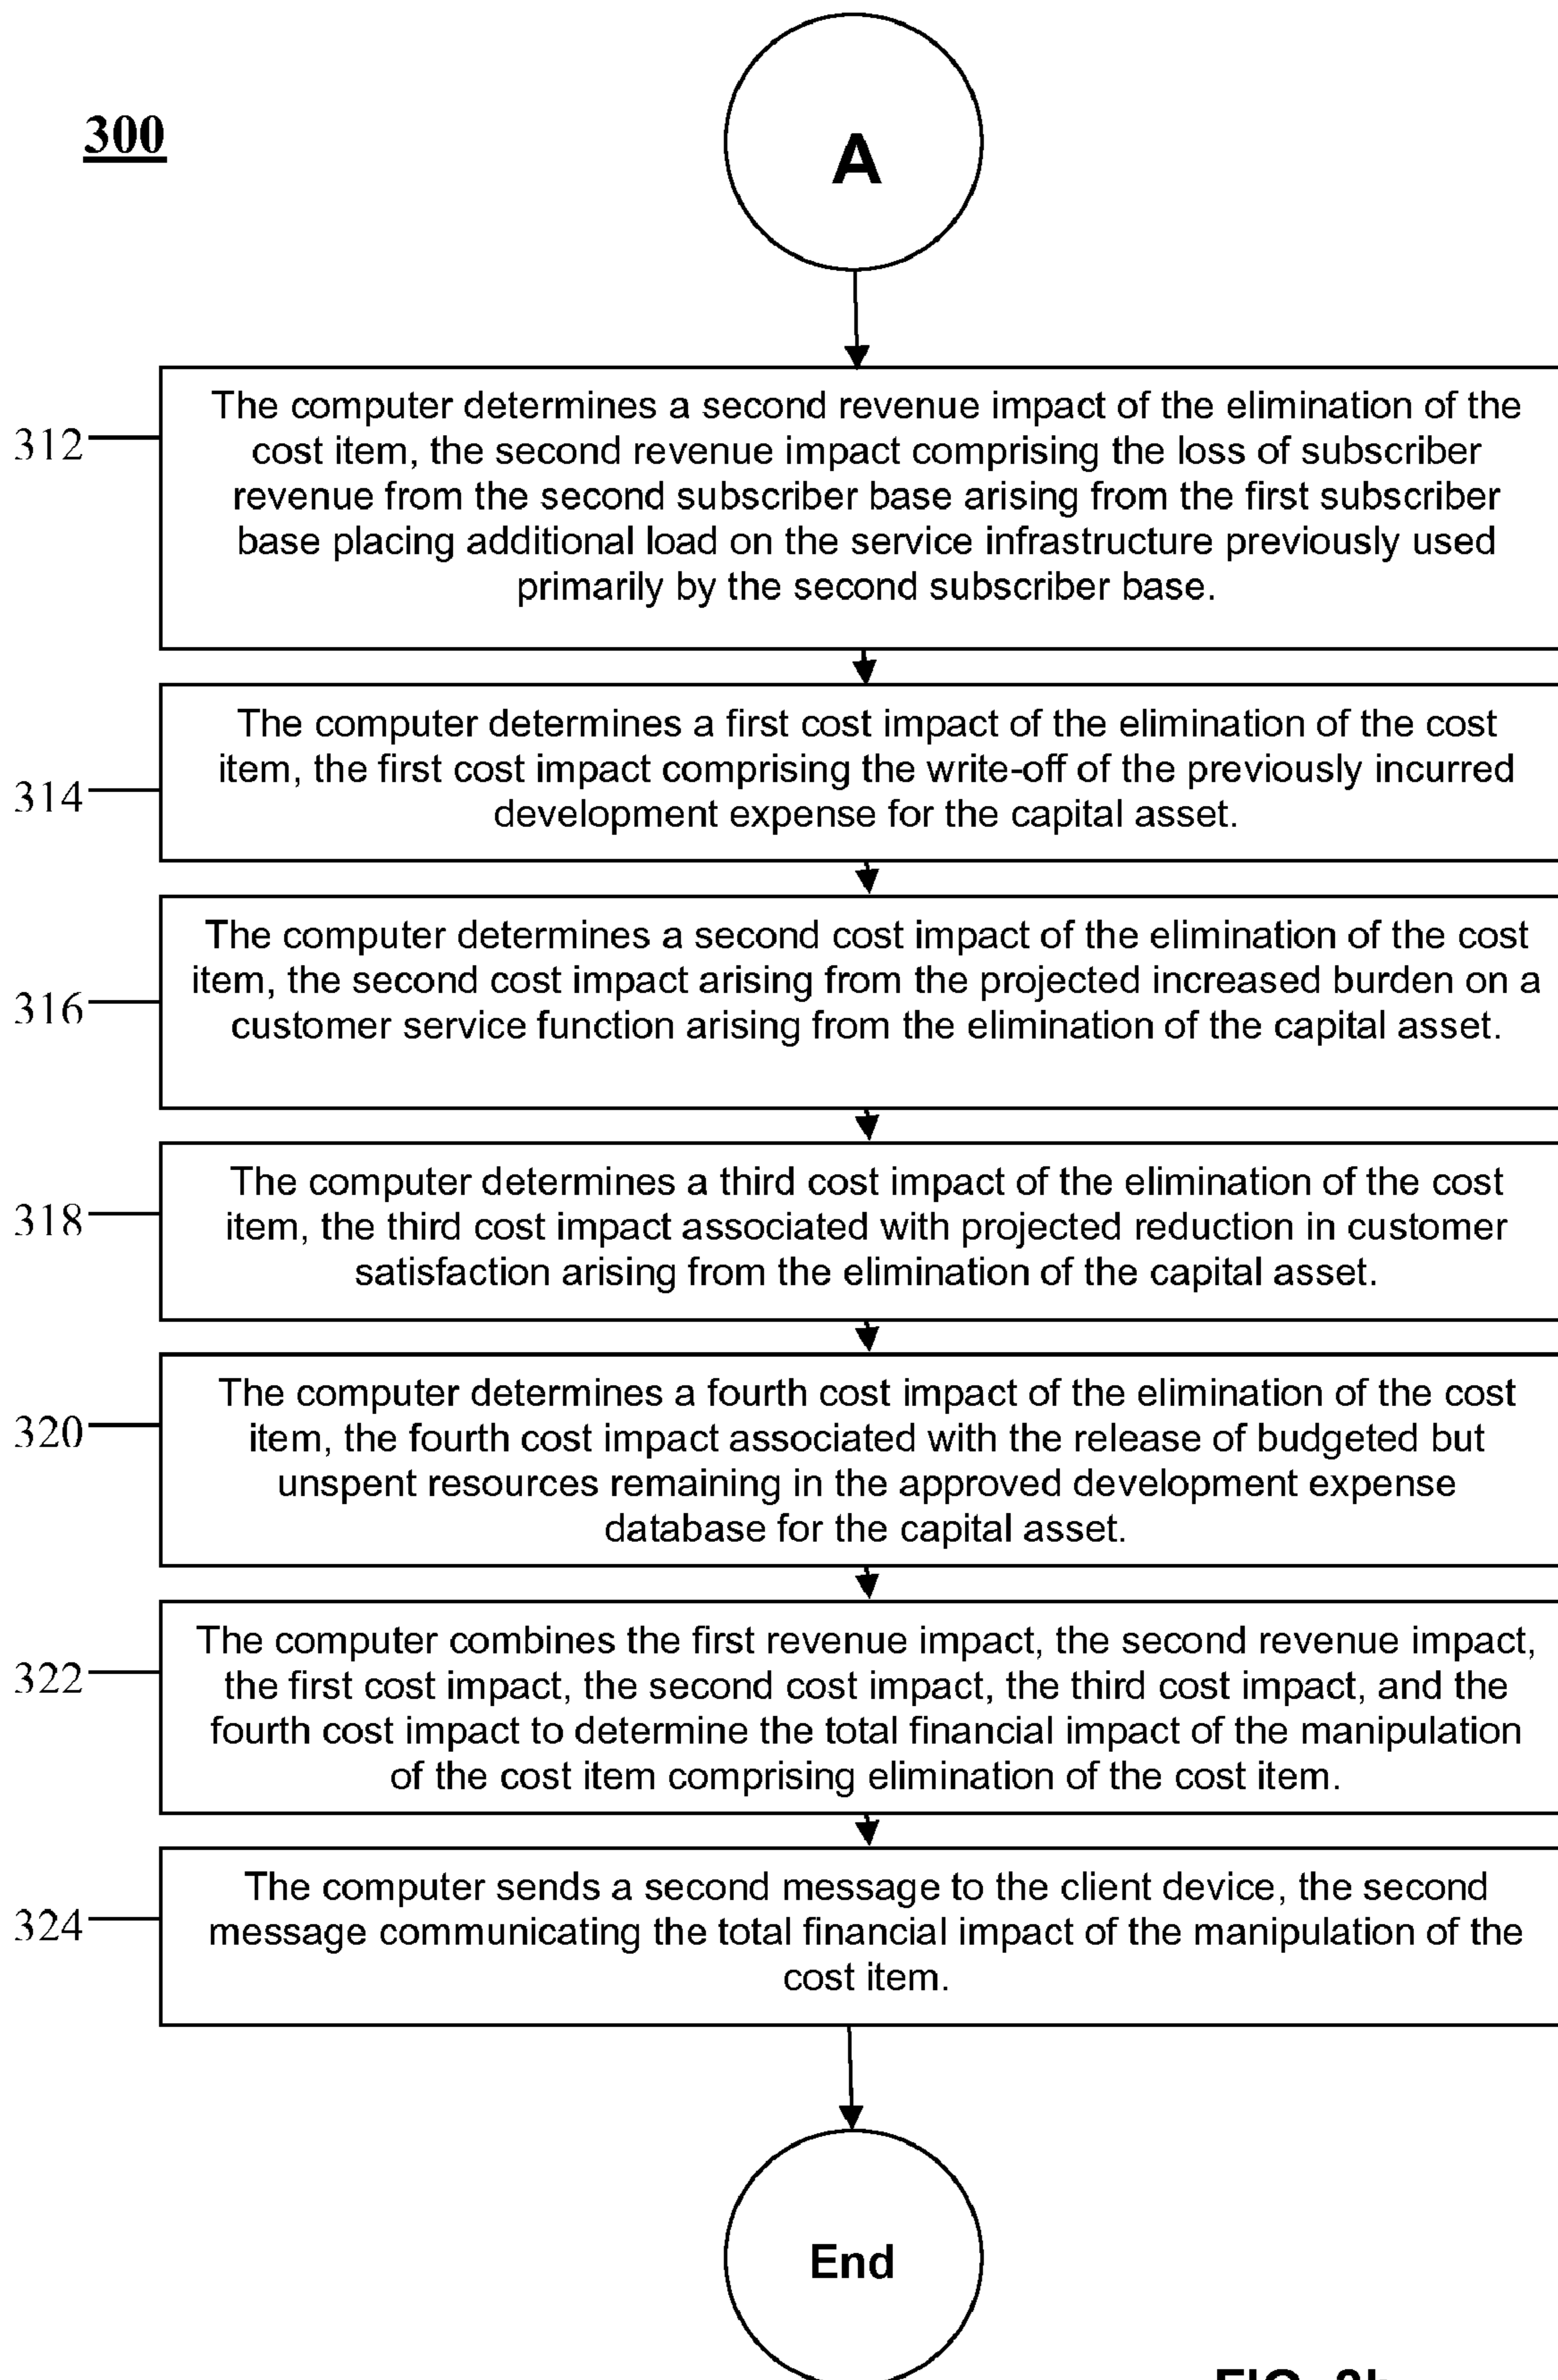 300
A
312
The computer determines a second revenue impact of the elimination of the
cost item, the second revenue impact comprising the loss of subscriber
revenue from the second subscriber base arising from the first subscriber
base placing additional load on the service infrastructure previously used
primarily by the second subscriber base.
314
The computer determines a first cost impact of the elimination of the cost
item, the first cost impact comprising the write-off of the previously incurred
development expense for the capital asset.
316
The computer determines a second cost impact of the elimination of the cost
item, the second cost impact arising from the projected increased burden on a
customer service function arising from the elimination of the capital asset.
318
The computer determines a third cost impact of the elimination of the cost
item, the third cost impact associated with projected reduction in customer
satisfaction arising from the elimination of the capital asset.
320
The computer determines a fourth cost impact of the elimination of the cost
item, the fourth cost impact associated with the release of budgeted but
unspent resources remaining in the approved development expense
database for the capital asset.
322
The computer combines the first revenue impact, the second revenue impact,
the first cost impact, the second cost impact, the third cost impact, and the
fourth cost impact to determine the total financial impact of the manipulation
of the cost item comprising elimination of the cost item.
324
The computer sends a second message to the client device, the second
message communicating the total financial impact of the manipulation of the
cost item.
End